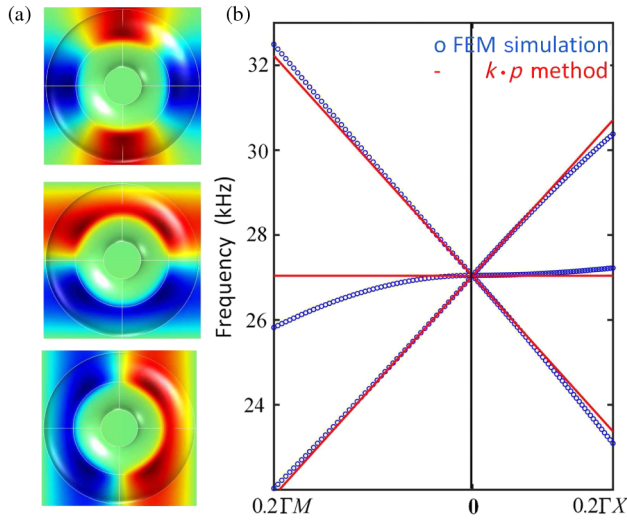 (a)
(b)
o FEM simulation
- k • p method
Frequency (kHz)
32
30
28
26
24
0.2ΓM
0
0.2ΓX